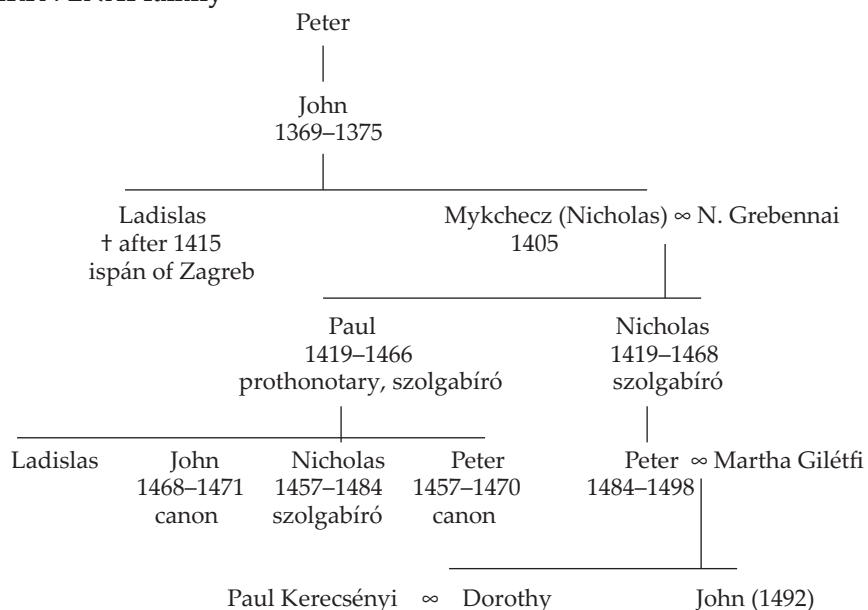 family
Peter
John
1369–1375
Ladislas
† after 1415
ispán of Zagreb
Mykchecz (Nicholas) ∞ N. Grebennai
1405
Paul
1419–1466
prothonotary, szolgabíró
Nicholas
1419–1468
szolgabíró
Ladislas
John
1468–1471
canon
Nicholas
1457–1484
szolgabíró
Peter
1457–1470
canon
Peter ∞ Martha Gilétfi
1484–1498
Paul Kerecsényi ∞ Dorothy
John (1492)